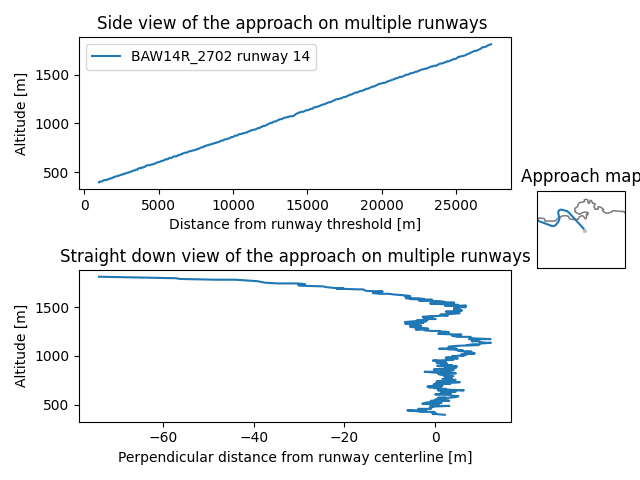 Side view of the approach on multiple runways
BAW14R_2702 runway 14
Altitude [m]
1500
1000
500
0 5000 10000 15000 20000 25000
Distance from runway threshold [m]
Approach map
Straight down view of the approach on multiple runways
Altitude [m]
1500
1000
500
−60 −40 −20 0
Perpendicular distance from runway centerline [m]